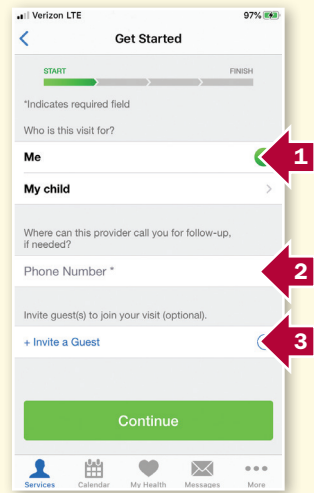 Verizon LTE 97%
Get Started
START FINISH
*Indicates required field
Who is this visit for?
Me
1
My child
Where can this provider call you for follow-up,
if needed?
Phone Number *
2
Invite guest(s) to join your visit (optional).
+ Invite a Guest
3
Continue
Services Calendar My Health Messages More